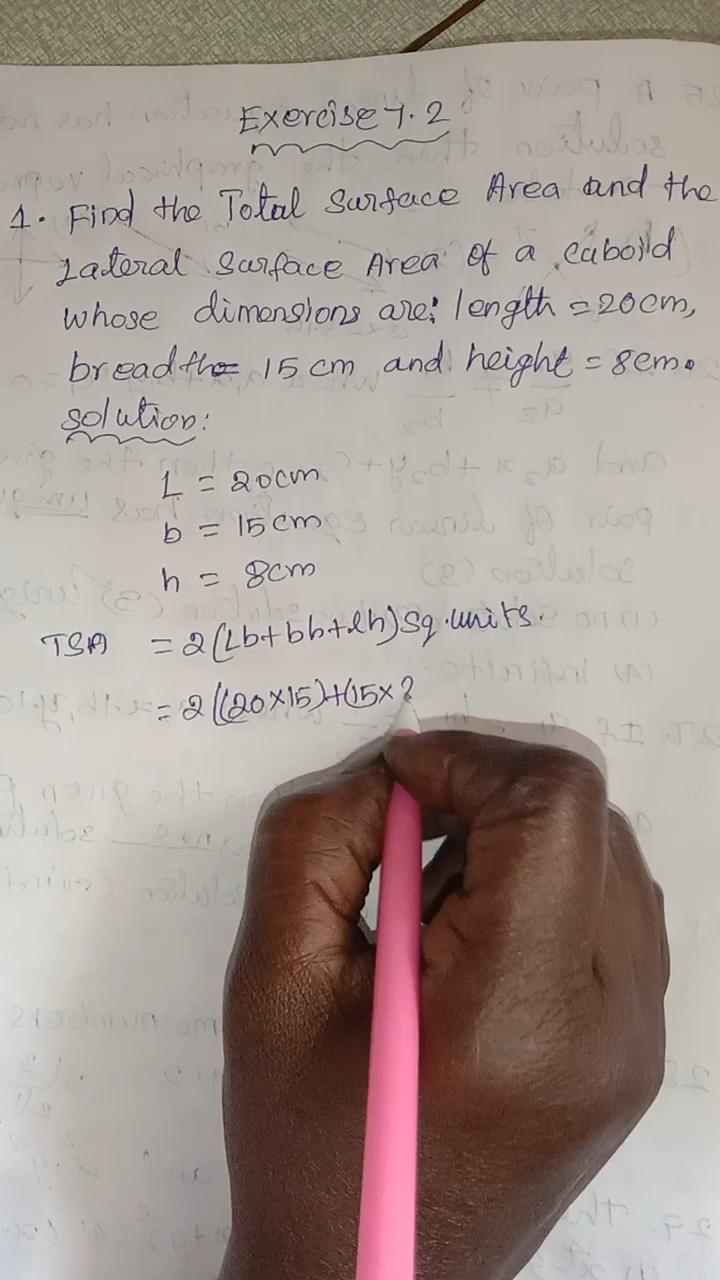 Exercise 7.2
1. Find the Total Surface Area and the
Lateral Surface Area of a cuboid
whose dimensions are: length = 20cm,
breadth = 15 cm and height = 8cm.
Solution:
L = 20cm
b = 15cm
h = 8cm
TSA = 2(Lb+bh+lh) Sq.units.
= 2((20×15)+(15×